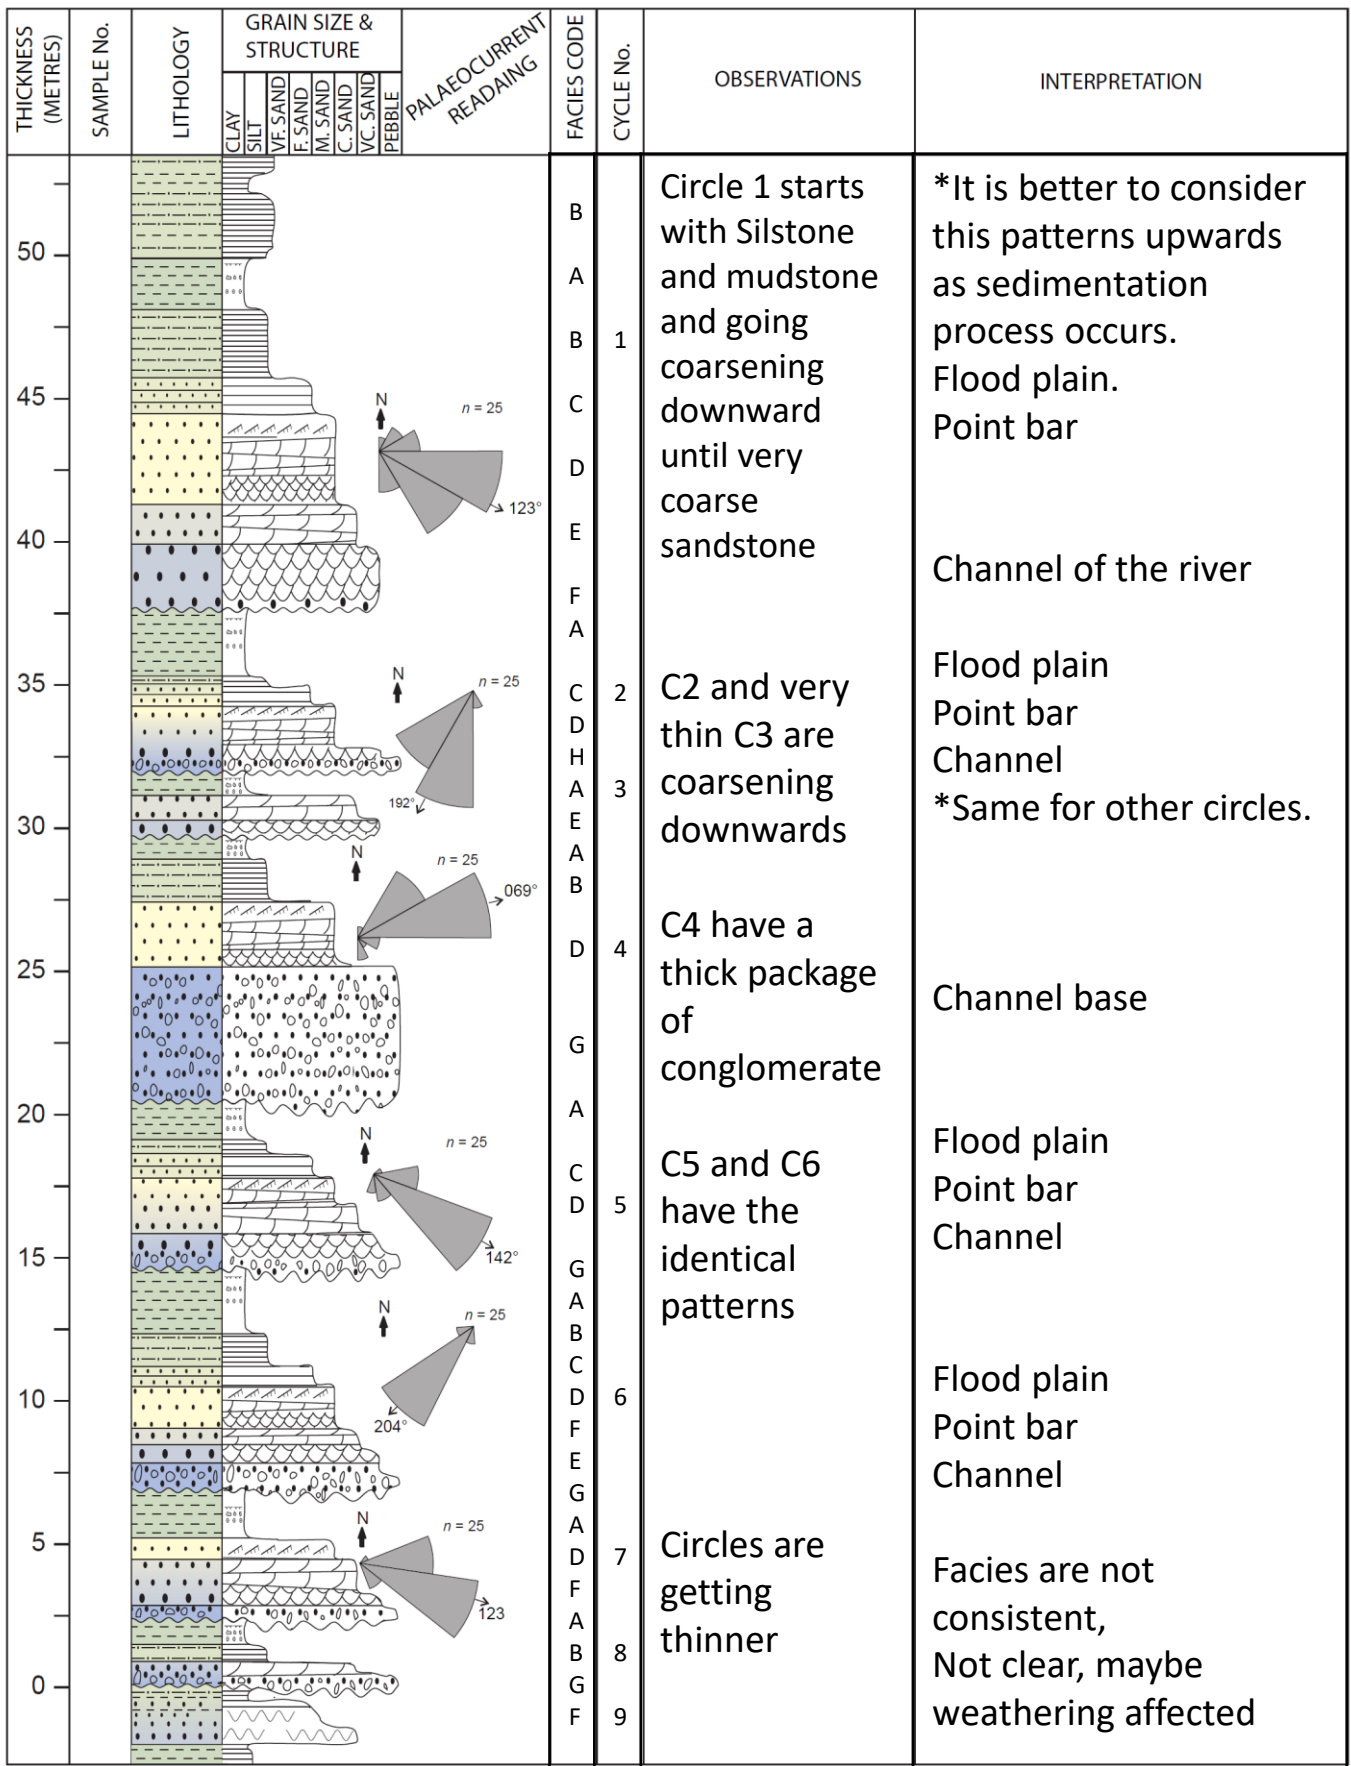 THICKNESS
(METRES)
SAMPLE No.
LITHOLOGY
GRAIN SIZE &
STRUCTURE
CLAY
SILT
VF. SAND
F. SAND
M. SAND
C. SAND
VC. SAND
PEBBLE
PALAEOCURRENT
READAING
FACIES CODE
CYCLE No.
OBSERVATIONS
INTERPRETATION
50
45
40
35
30
25
20
15
10
5
0
N
n = 25
123°
N
n = 25
192°
N
n = 25
069°
N
n = 25
142°
N
n = 25
204°
N
n = 25
123
B
A
B
C
D
E
F
A
C
D
H
A
E
A
B
D
G
A
C
D
G
A
B
C
D
F
E
G
A
D
F
A
B
G
F
1
2
3
4
5
6
7
8
9
Circle 1 starts
with Silstone
and mudstone
and going
coarsening
downward
until very
coarse
sandstone
C2 and very
thin C3 are
coarsening
downwards
C4 have a
thick package
of
conglomerate
C5 and C6
have the
identical
patterns
Circles are
getting
thinner
*It is better to consider
this patterns upwards
as sedimentation
process occurs.
Flood plain.
Point bar
Channel of the river
Flood plain
Point bar
Channel
*Same for other circles.
Channel base
Flood plain
Point bar
Channel
Flood plain
Point bar
Channel
Facies are not
consistent,
Not clear, maybe
weathering affected